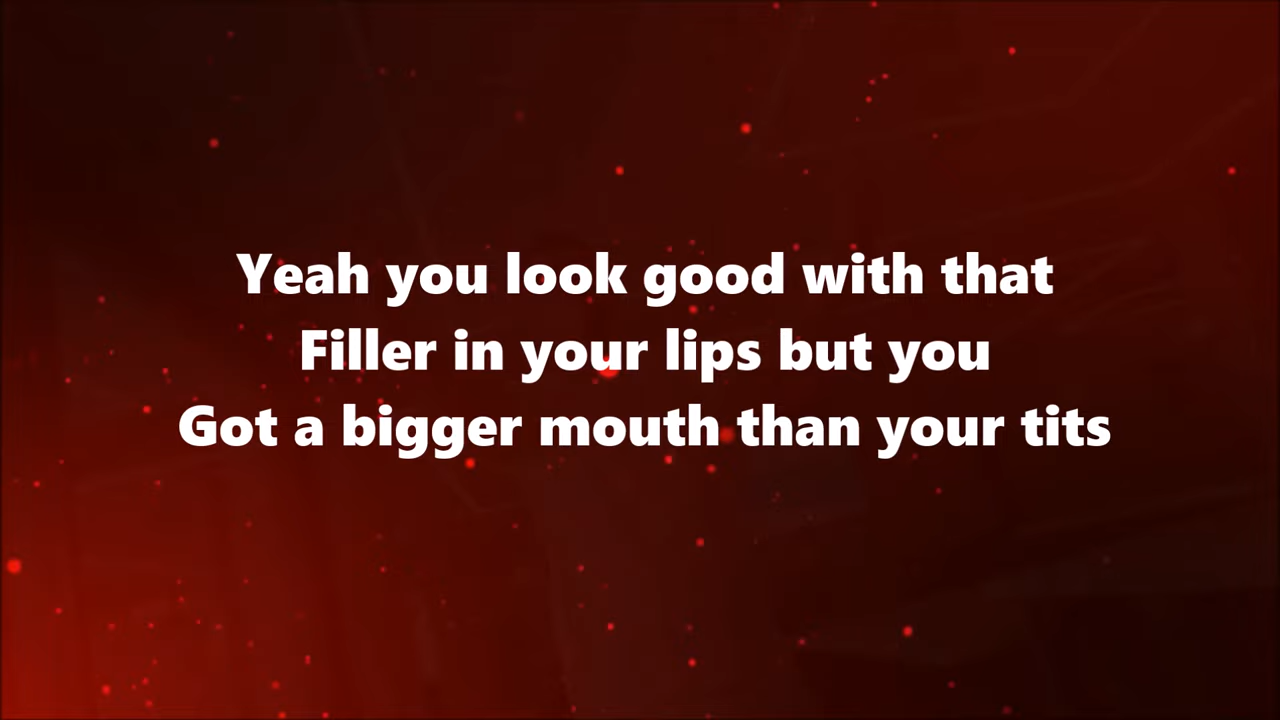 Yeah you look good with that
Filler in your lips but you
Got a bigger mouth than your tits